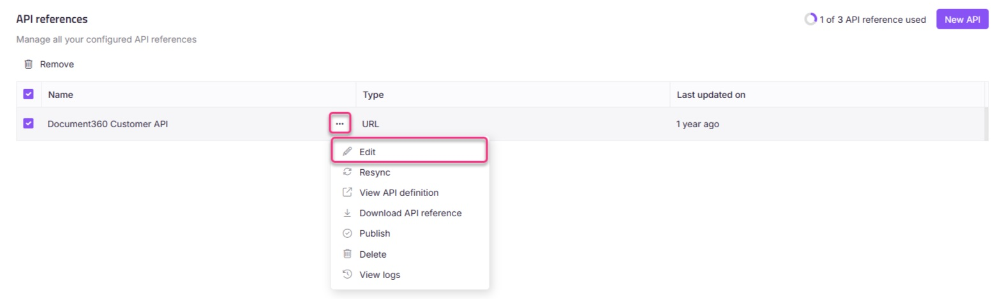 API references
1 of 3 API reference used
New API
Manage all your configured API references
Remove
Name
Type
Last updated on
Document360 Customer API
URL
1 year ago
Edit
Resync
View API definition
Download API reference
Publish
Delete
View logs